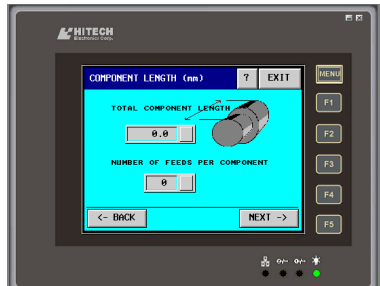 HITECH
Electronics Corp.
COMPONENT LENGTH (mm)
? EXIT
MENU
TOTAL COMPONENT LENGTH
0.0
NUMBER OF FEEDS PER COMPONENT
0
<- BACK
NEXT ->
F1
F2
F3
F4
F5